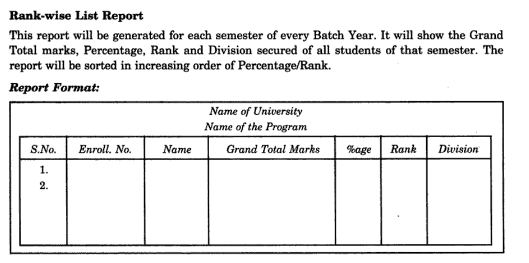 Rank-wise List Report
This report will be generated for each semester of every Batch Year. It will show the Grand
Total marks, Percentage, Rank and Division secured of all students of that semester. The
report will be sorted in increasing order of Percentage/Rank.
Report Format:
Name of University
Name of the Program
S.No. Enroll. No. Name Grand Total Marks %age Rank Division
1.
2.